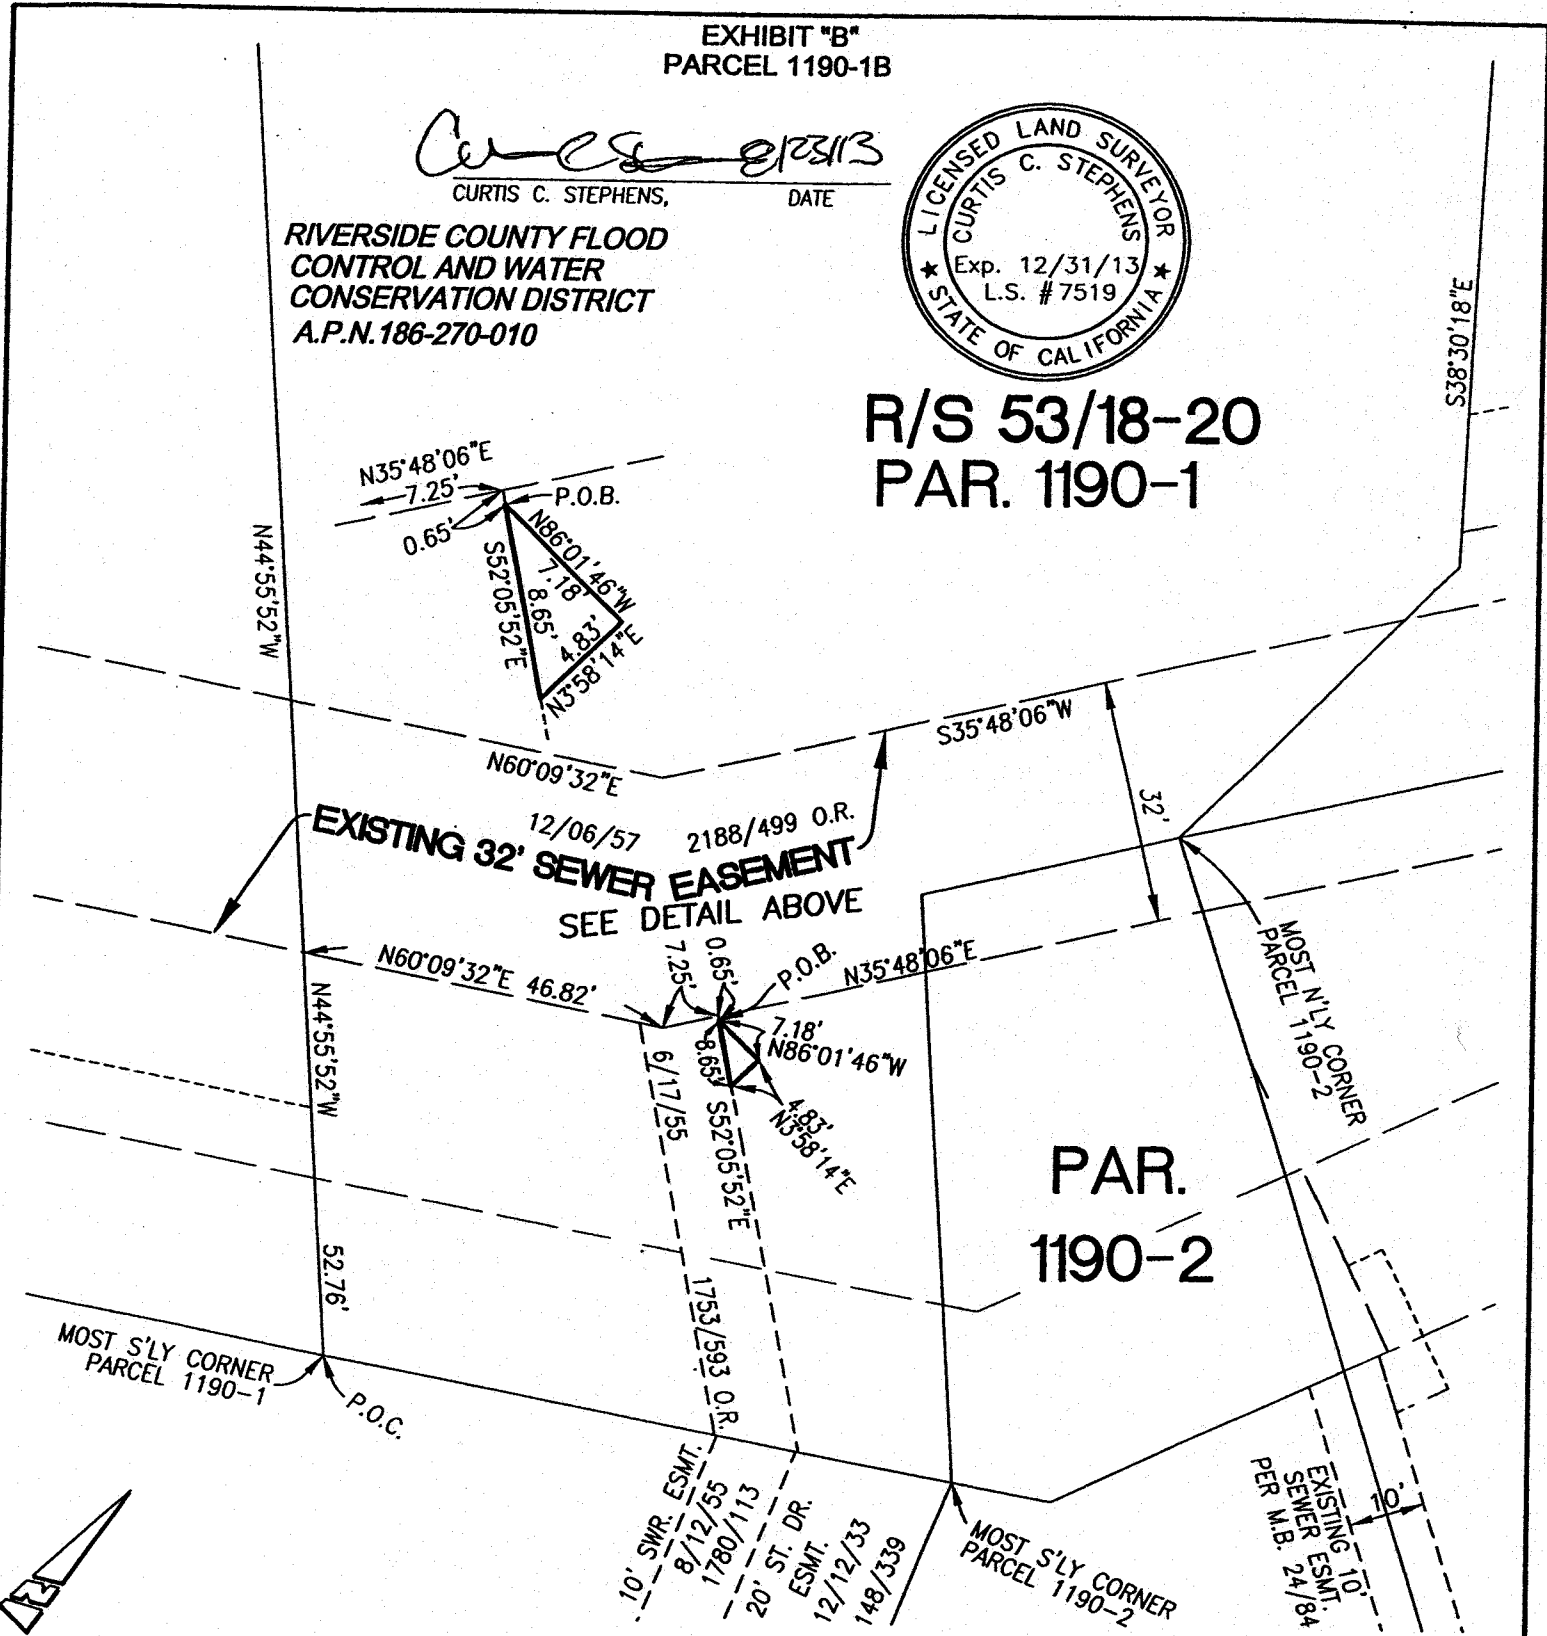 EXHIBIT "B"
PARCEL 1190-1B
8/23/13
CURTIS C. STEPHENS,
DATE
RIVERSIDE COUNTY FLOOD
CONTROL AND WATER
CONSERVATION DISTRICT
A.P.N.186-270-010
LICENSED LAND SURVEYOR
CURTIS C. STEPHENS
Exp. 12/31/13
L.S. #7519
★ STATE OF CALIFORNIA ★
R/S 53/18-20
PAR. 1190-1
S38°30'18"E
N35°48'06"E
7.25'
P.O.B.
0.65'
N86°01'46"W
7.18'
S52°05'52"E
8.65'
4.83'
N3°58'14"E
N44°55'52"W
N60°09'32"E
S35°48'06"W
32'
12/06/57
2188/499 O.R.
EXISTING 32' SEWER EASEMENT
SEE DETAIL ABOVE
N60°09'32"E 46.82'
7.25'
0.65'
P.O.B.
N35°48'06"E
MOST N'LY CORNER
PARCEL 1190-2
7.18'
N86°01'46"W
8.65'
S52°05'52"E
4.83'
N3°58'14"E
6/17/55
1753/593 O.R.
N44°55'52"W
52.76'
PAR.
1190-2
MOST S'LY CORNER
PARCEL 1190-1
P.O.C.
10' SWR. ESMT.
8/12/55
1780/113
20' ST. DR.
ESMT.
12/12/33
148/339
MOST S'LY CORNER
PARCEL 1190-2
EXISTING 10'
SEWER ESMT.
PER M.B. 24/84
10'
N